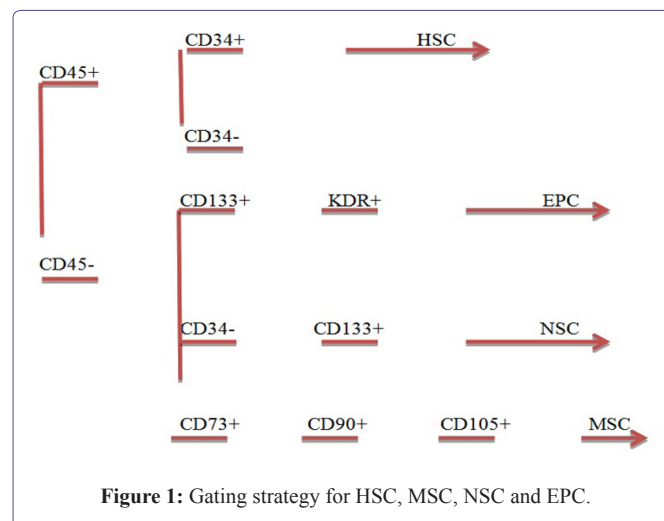 CD34+ HSC
CD45+
CD34-
CD133+ KDR+ EPC
CD45-
CD34- CD133+ NSC
CD73+ CD90+ CD105+ MSC
Figure 1: Gating strategy for HSC, MSC, NSC and EPC.